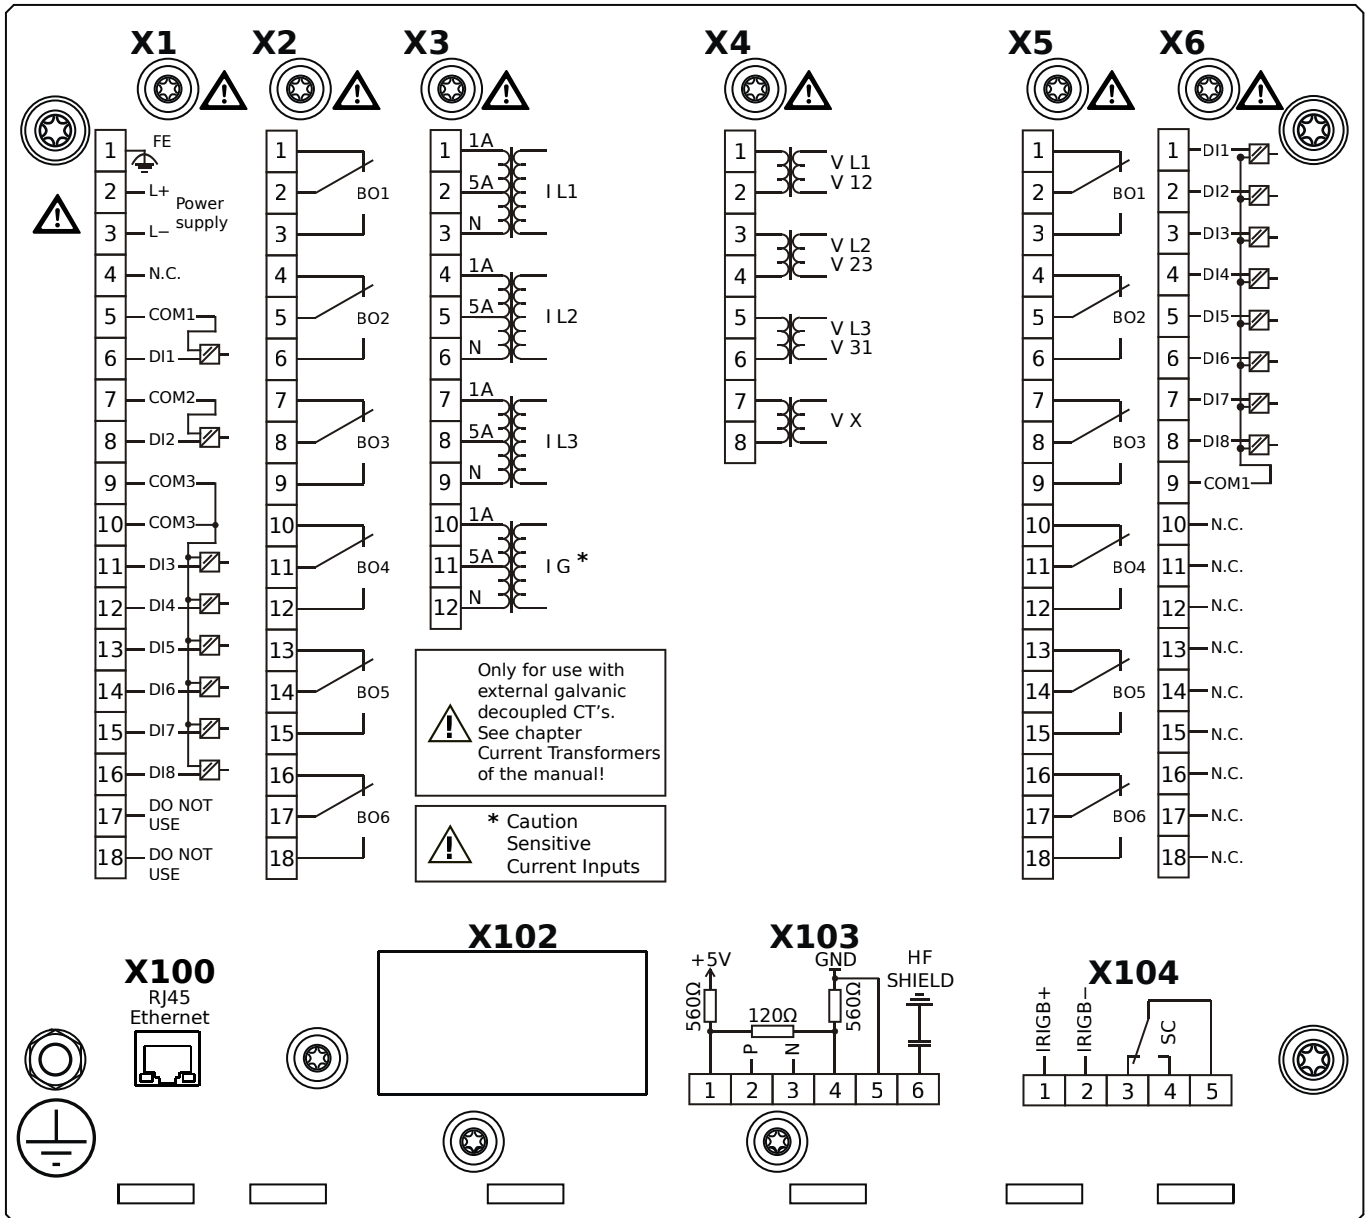 X1
X2
X3
X4
X5
X6
1 FE
2 L+
Power
supply
3 L−
4 N.C.
5 COM1
6 DI1
7 COM2
8 DI2
9 COM3
10 COM3
11 DI3
12 DI4
13 DI5
14 DI6
15 DI7
16 DI8
17 DO NOT
USE
18 DO NOT
USE
1
2 BO1
3
4
5 BO2
6
7
8 BO3
9
10
11 BO4
12
13
14 BO5
15
16
17 BO6
18
1 1A
2 5A I L1
3 N
4 1A
5 5A I L2
6 N
7 1A
8 5A I L3
9 N
10 1A
11 5A I G *
12 N
Only for use with
external galvanic
decoupled CT's.
See chapter
Current Transformers
of the manual!
* Caution
Sensitive
Current Inputs
1 V L1
2 V 12
3 V L2
4 V 23
5 V L3
6 V 31
7 V X
8
1
2 BO1
3
4
5 BO2
6
7
8 BO3
9
10
11 BO4
12
13
14 BO5
15
16
17 BO6
18
1 DI1
2 DI2
3 DI3
4 DI4
5 DI5
6 DI6
7 DI7
8 DI8
9 COM1
10 N.C.
11 N.C.
12 N.C.
13 N.C.
14 N.C.
15 N.C.
16 N.C.
17 N.C.
18 N.C.
X100
RJ45
Ethernet
X102
X103
+5V GND HF
SHIELD
560Ω 120Ω 560Ω
P N
1 2 3 4 5 6
X104
IRIGB+ IRIGB− SC
1 2 3 4 5